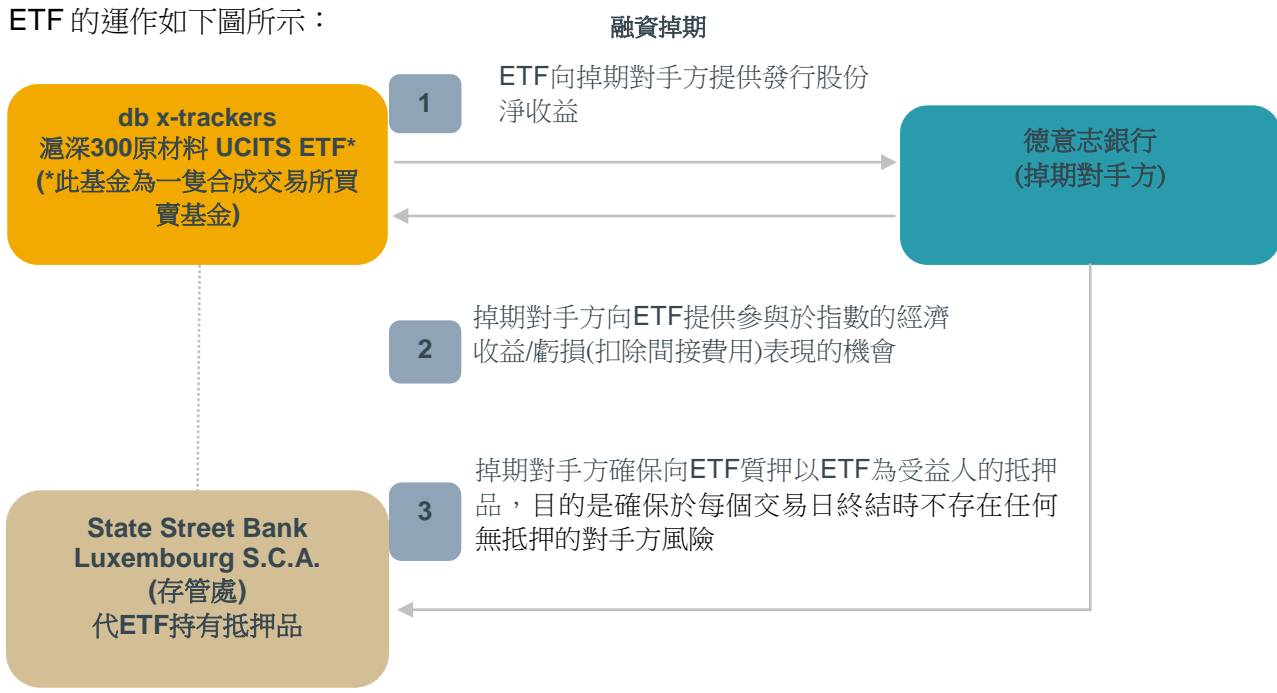 ETF 的運作如下圖所示：
融資掉期
1
ETF向掉期對手方提供發行股份
淨收益
db x-trackers
滬深300原材料 UCITS ETF*
(*此基金為一隻合成交易所買
賣基金)
德意志銀行
(掉期對手方)
2
掉期對手方向ETF提供參與於指數的經濟
收益/虧損(扣除間接費用)表現的機會
3
掉期對手方確保向ETF質押以ETF為受益人的抵押
品，目的是確保於每個交易日終結時不存在任何
無抵押的對手方風險
State Street Bank
Luxembourg S.C.A.
(存管處)
代ETF持有抵押品